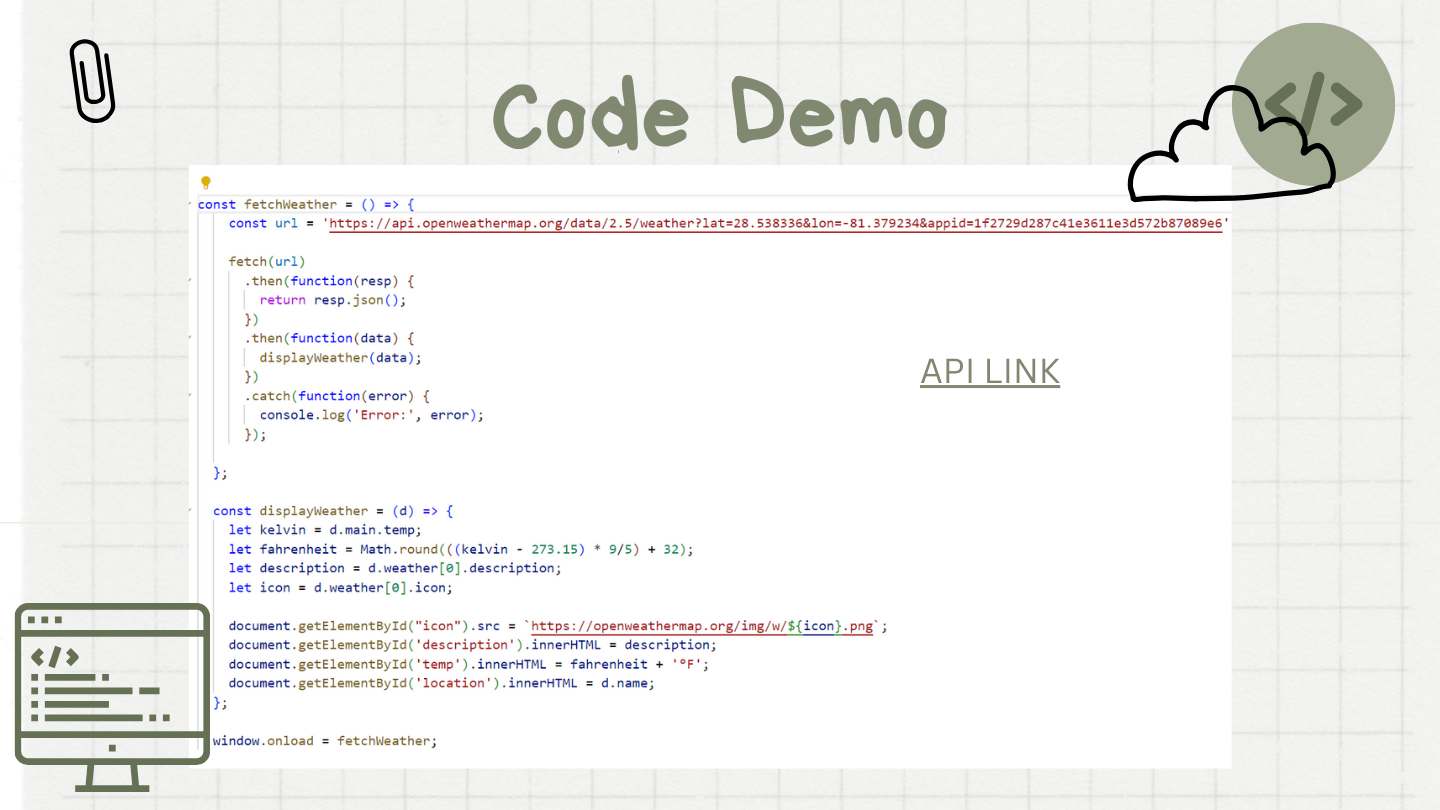 </>
Code Demo
const fetchWeather = () => {
const url = 'https://api.openweathermap.org/data/2.5/weather?lat=28.538336&lon=-81.379234&appid=1f2729d287c41e3611e3d572b87089e6'
fetch(url)
.then(function(resp) {
return resp.json();
})
.then(function(data) {
displayWeather(data);
})
.catch(function(error) {
console.log('Error:', error);
});
};
API LINK
const displayWeather = (d) => {
let kelvin = d.main.temp;
let fahrenheit = Math.round(((kelvin - 273.15) * 9/5) + 32);
let description = d.weather[0].description;
let icon = d.weather[0].icon;
document.getElementById("icon").src = `https://openweathermap.org/img/w/${icon}.png`;
document.getElementById('description').innerHTML = description;
document.getElementById('temp').innerHTML = fahrenheit + '°F';
document.getElementById('location').innerHTML = d.name;
};
window.onload = fetchWeather;
</>